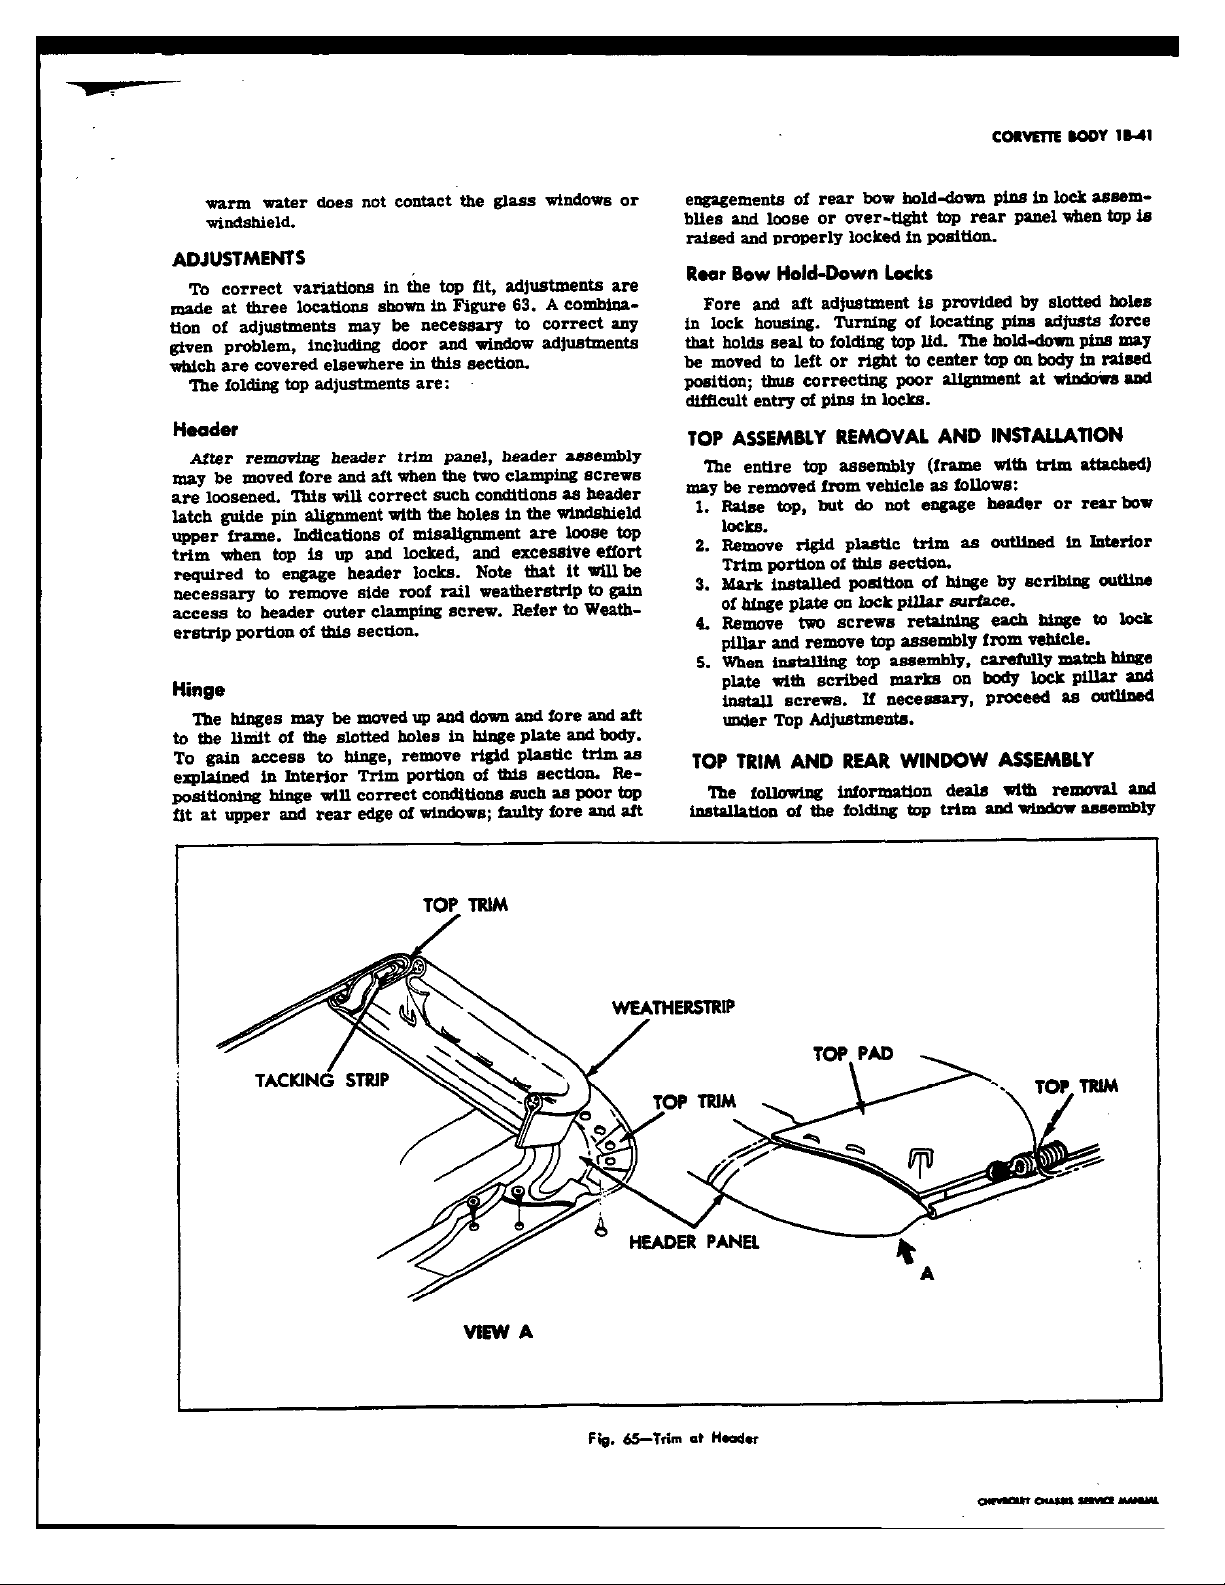 CORVETTE BODY 1B-41
warm water does not contact the glass windows or
windshield.
ADJUSTMENTS
To correct variations in the top fit, adjustments are
made at three locations shown in Figure 63. A combina-
tion of adjustments may be necessary to correct any
given problem, including door and window adjustments
which are covered elsewhere in this section.
The folding top adjustments are:
Header
After removing header trim panel, header assembly
may be moved fore and aft when the two clamping screws
are loosened. This will correct such conditions as header
latch guide pin alignment with the holes in the windshield
upper frame. Indications of misalignment are loose top
trim when top is up and locked, and excessive effort
required to engage header locks. Note that it will be
necessary to remove side roof rail weatherstrip to gain
access to header outer clamping screw. Refer to Weath-
erstrip portion of this section.
Hinge
The hinges may be moved up and down and fore and aft
to the limit of the slotted holes in hinge plate and body.
To gain access to hinge, remove rigid plastic trim as
explained in Interior Trim portion of this section. Re-
positioning hinge will correct conditions such as poor top
fit at upper and rear edge of windows; faulty fore and aft
engagements of rear bow hold-down pins in lock assem-
blies and loose or over-tight top rear panel when top is
raised and properly locked in position.
Rear Bow Hold-Down Locks
Fore and aft adjustment is provided by slotted holes
in lock housing. Turning of locating pins adjusts force
that holds seal to folding top lid. The hold-down pins may
be moved to left or right to center top on body in raised
position; thus correcting poor alignment at windows and
difficult entry of pins in locks.
TOP ASSEMBLY REMOVAL AND INSTALLATION
The entire top assembly (frame with trim attached)
may be removed from vehicle as follows:
1. Raise top, but do not engage header or rear bow
locks.
2. Remove rigid plastic trim as outlined in Interior
Trim portion of this section.
3. Mark installed position of hinge by scribing outline
of hinge plate on lock pillar surface.
4. Remove two screws retaining each hinge to lock
pillar and remove top assembly from vehicle.
5. When installing top assembly, carefully match hinge
plate with scribed marks on body lock pillar and
install screws. If necessary, proceed as outlined
under Top Adjustments.
TOP TRIM AND REAR WINDOW ASSEMBLY
The following information deals with removal and
installation of the folding top trim and window assembly
TOP TRIM
WEATHERSTRIP
TOP PAD
TACKING STRIP
TOP TRIM
TOP TRIM
HEADER PANEL
A
VIEW A
Fig. 65—Trim at Header
CHEVROLET CHASSIS SERVICE MANUAL